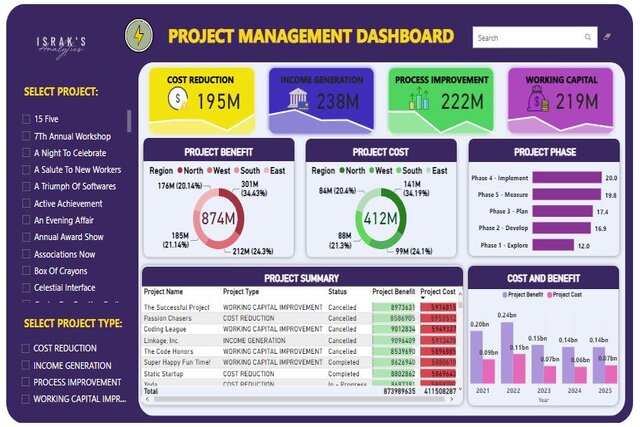 ISRAK'S
Analytics
PROJECT MANAGEMENT DASHBOARD
Search
SELECT PROJECT:
15 Five
7Th Annual Workshop
A Night To Celebrate
A Salute To New Workers
A Triumph Of Softwares
Active Achievement
An Evening Affair
Annual Award Show
Associations Now
Box Of Crayons
Celestial Interface
SELECT PROJECT TYPE:
COST REDUCTION
INCOME GENERATION
PROCESS IMPROVEMENT
WORKING CAPITAL IMPR...
COST REDUCTION
195M
INCOME GENERATION
238M
PROCESS IMPROVEMENT
222M
WORKING CAPITAL
219M
PROJECT BENEFIT
Region North West South East
176M (20.14%)
301M
(34.43%)
874M
185M
(21.14%)
212M (24.3%)
PROJECT COST
Region North West South East
84M (20.4%)
141M
(34.19%)
412M
88M
(21.3%)
99M (24.1%)
PROJECT PHASE
Phase 4 - Implement 20.0
Phase 5 - Measure 19.8
Phase 3 - Plan 17.4
Phase 2 - Develop 16.9
Phase 1 - Explore 12.0
PROJECT SUMMARY
Project Name Project Type Status Project Benefit Project Cost
The Successful Project WORKING CAPITAL IMPROVEMENT Cancelled 8973631 5974815
Passion Chasers COST REDUCTION Cancelled 8586905 5953512
Coding League WORKING CAPITAL IMPROVEMENT Cancelled 9012834 5949337
Linkage, Inc. INCOME GENERATION Cancelled 9096409 5913478
The Code Honors WORKING CAPITAL IMPROVEMENT Cancelled 8539690 5896885
Super Happy Fun Time! WORKING CAPITAL IMPROVEMENT Completed 8626940 5880610
Static Startup COST REDUCTION Completed 8802862 5869643
Yoda COST REDUCTION In - Progress
Total 873989635 411508287
COST AND BENEFIT
Project Benefit Project Cost
0.20bn
0.09bn
0.24bn
0.11bn
0.15bn
0.07bn
0.14bn
0.06bn
0.14bn
0.07bn
2021 2022 2023 2024 2025
Year